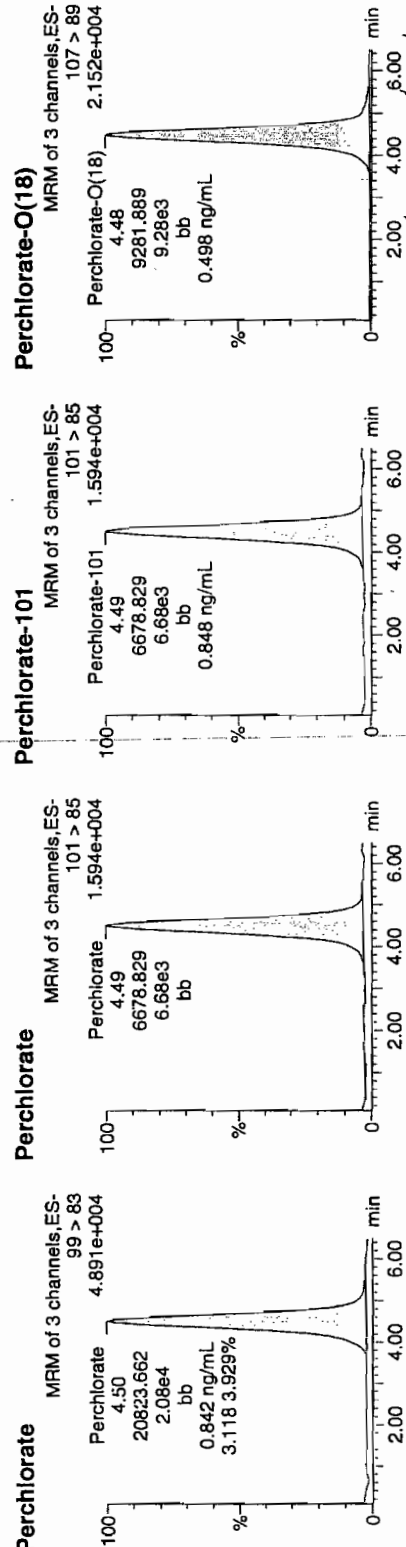 Perchlorate
MRM of 3 channels,ES-
99 > 83
4.891e+004
100
Perchlorate
4.50
20823.662
2.08e4
bb
0.842 ng/mL
3.118 3.929%
%
0
2.00
4.00
6.00
min
Perchlorate
MRM of 3 channels,ES-
101 > 85
1.594e+004
100
Perchlorate
4.49
6678.829
6.68e3
bb
%
0
2.00
4.00
6.00
min
Perchlorate-101
MRM of 3 channels,ES-
101 > 85
1.594e+004
100
Perchlorate-101
4.49
6678.829
6.68e3
bb
0.848 ng/mL
%
0
2.00
4.00
6.00
min
Perchlorate-O(18)
MRM of 3 channels,ES-
107 > 89
2.152e+004
100
Perchlorate-O(18)
4.48
9281.889
9.28e3
bb
0.498 ng/mL
%
0
2.00
4.00
6.00
min